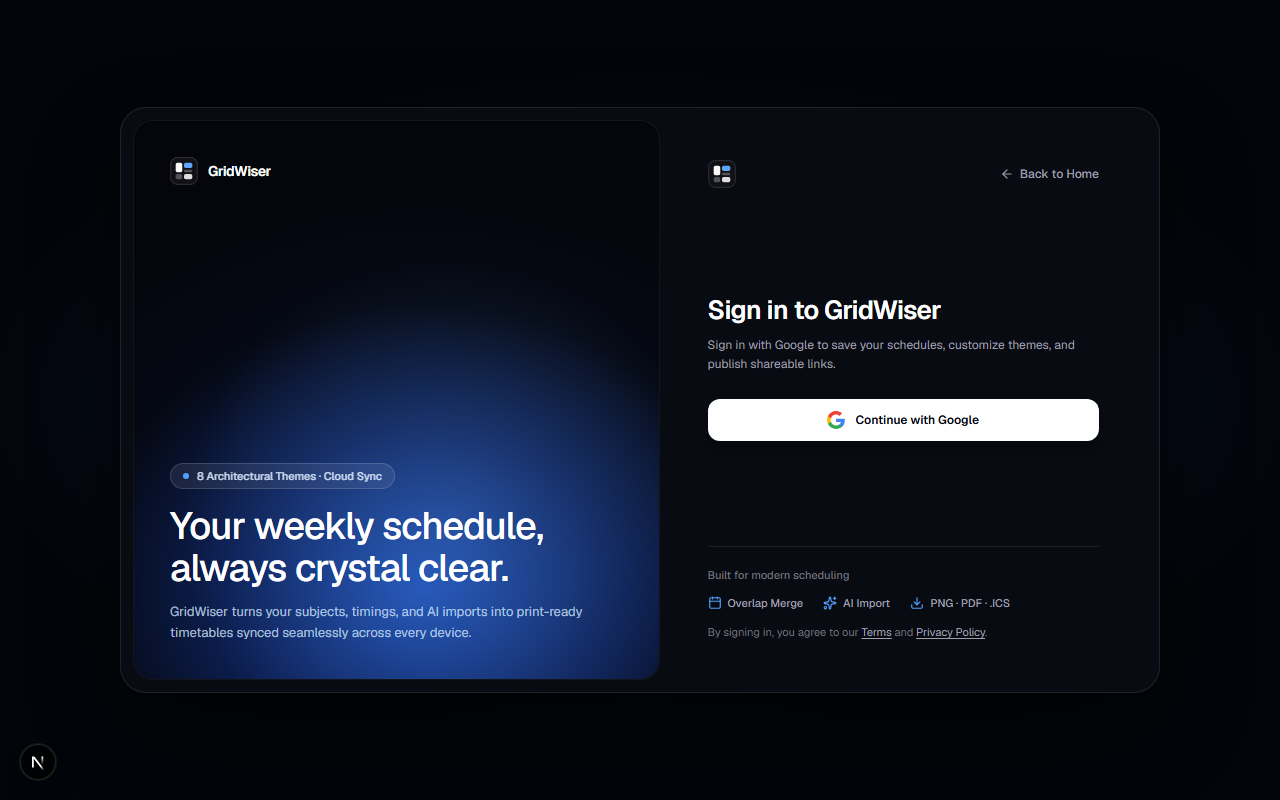 GridWiser
8 Architectural Themes · Cloud Sync
Your weekly schedule,
always crystal clear.
GridWiser turns your subjects, timings, and AI imports into print-ready
timetables synced seamlessly across every device.
Back to Home
Sign in to GridWiser
Sign in with Google to save your schedules, customize themes, and
publish shareable links.
Continue with Google
Built for modern scheduling
Overlap Merge
AI Import
PNG · PDF · .ICS
By signing in, you agree to our Terms and Privacy Policy.